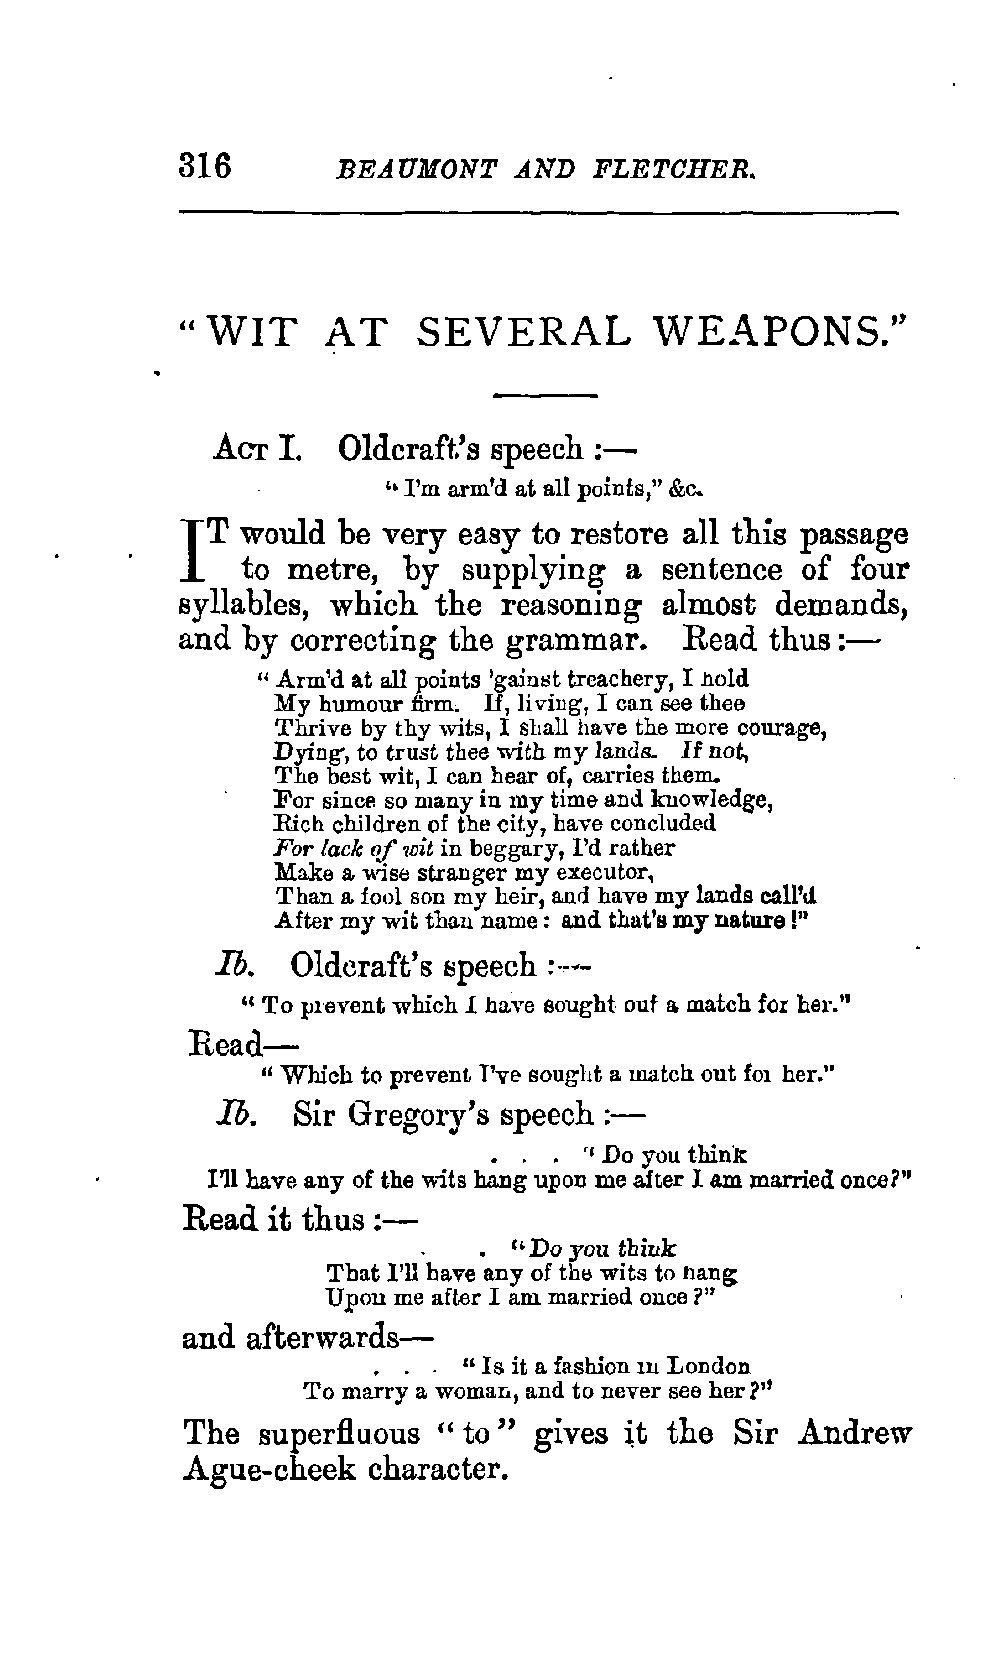 316 BEAUMONT AND FLETCHER.
"WIT AT SEVERAL WEAPONS."
ACT I. Oldcraft's speech :—
"I'm arm'd at all points," &c.
IT would be very easy to restore all this passage
to metre, by supplying a sentence of four
syllables, which the reasoning almost demands,
and by correcting the grammar. Read thus :—
"Arm'd at all points 'gainst treachery, I hold
My humour firm. If, living, I can see thee
Thrive by thy wits, I shall have the more courage,
Dying, to trust thee with my lands. If not,
The best wit, I can hear of, carries them.
For since so many in my time and knowledge,
Rich children of the city, have concluded
For lack of wit in beggary, I'd rather
Make a wise stranger my executor,
Than a fool son my heir, and have my lands call'd
After my wit than name: and that's my nature!"
Ib. Oldcraft's speech :—
"To prevent which I have sought out a match for her."
Read—
"Which to prevent I've sought a match out for her."
Ib. Sir Gregory's speech :—
. . . "Do you think
I'll have any of the wits hang upon me after I am married once?"
Read it thus :—
. . "Do you think
That I'll have any of the wits to hang
Upon me after I am married once?"
and afterwards—
. . . "Is it a fashion in London
To marry a woman, and to never see her?"
The superfluous "to" gives it the Sir Andrew
Ague-cheek character.